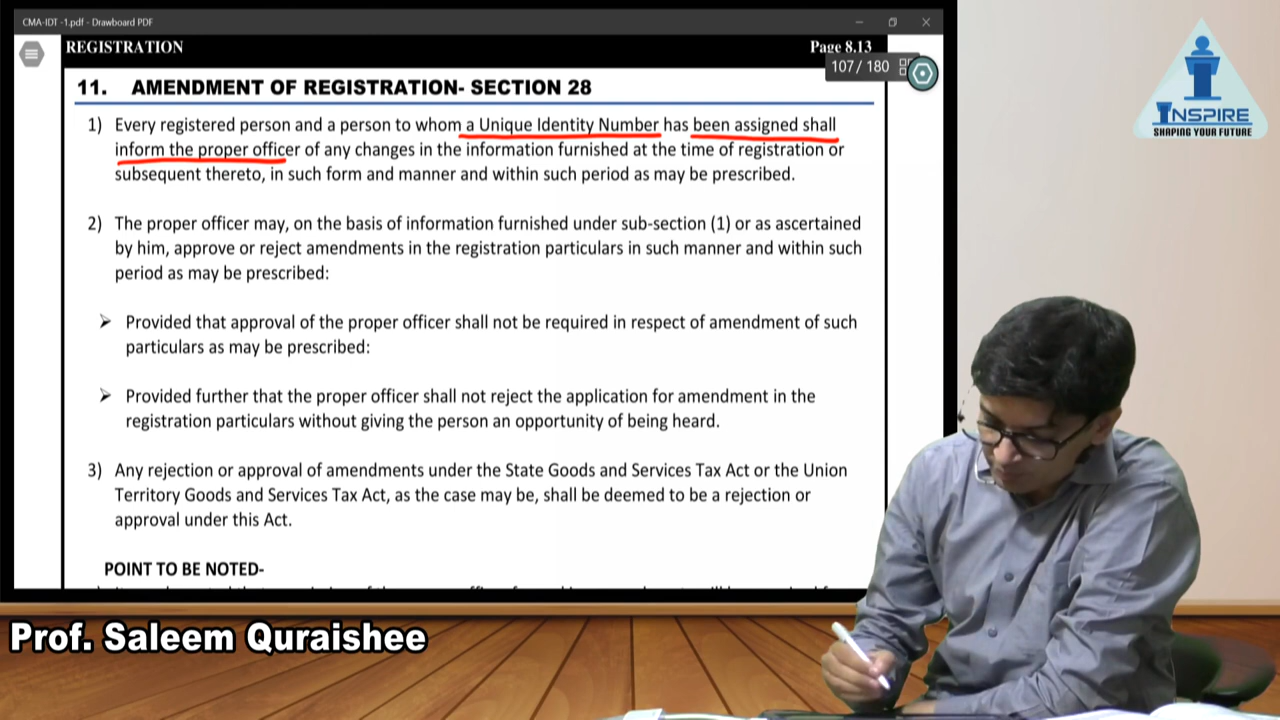 CMA-IDT -1.pdf - Drawboard PDF
REGISTRATION
Page 8.13
107 / 180
11. AMENDMENT OF REGISTRATION- SECTION 28
1) Every registered person and a person to whom a Unique Identity Number has been assigned shall
inform the proper officer of any changes in the information furnished at the time of registration or
subsequent thereto, in such form and manner and within such period as may be prescribed.
2) The proper officer may, on the basis of information furnished under sub-section (1) or as ascertained
by him, approve or reject amendments in the registration particulars in such manner and within such
period as may be prescribed:
➢ Provided that approval of the proper officer shall not be required in respect of amendment of such
particulars as may be prescribed:
➢ Provided further that the proper officer shall not reject the application for amendment in the
registration particulars without giving the person an opportunity of being heard.
3) Any rejection or approval of amendments under the State Goods and Services Tax Act or the Union
Territory Goods and Services Tax Act, as the case may be, shall be deemed to be a rejection or
approval under this Act.
POINT TO BE NOTED-
INSPIRE
SHAPING YOUR FUTURE
Prof. Saleem Quraishee